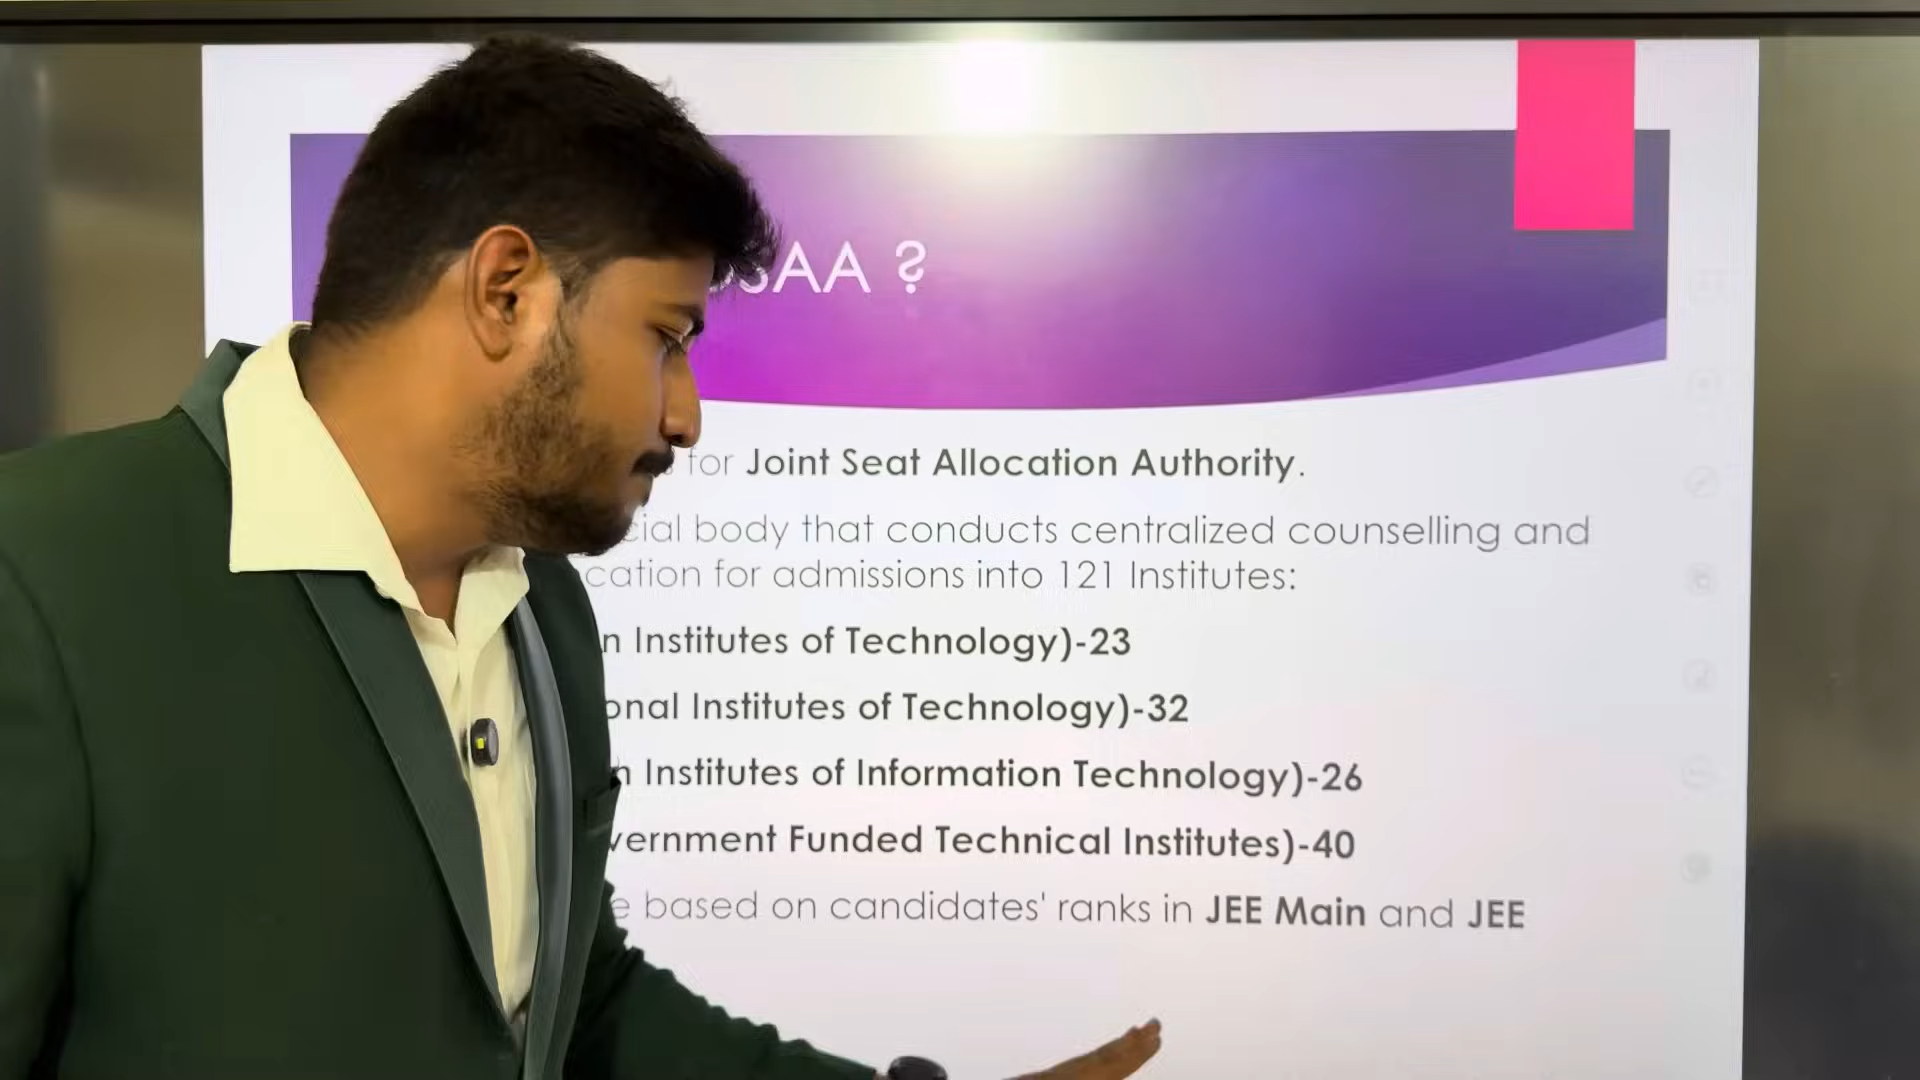 SAA ?
for Joint Seat Allocation Authority.
cial body that conducts centralized counselling and
cation for admissions into 121 Institutes:
n Institutes of Technology)-23
onal Institutes of Technology)-32
n Institutes of Information Technology)-26
vernment Funded Technical Institutes)-40
e based on candidates' ranks in JEE Main and JEE